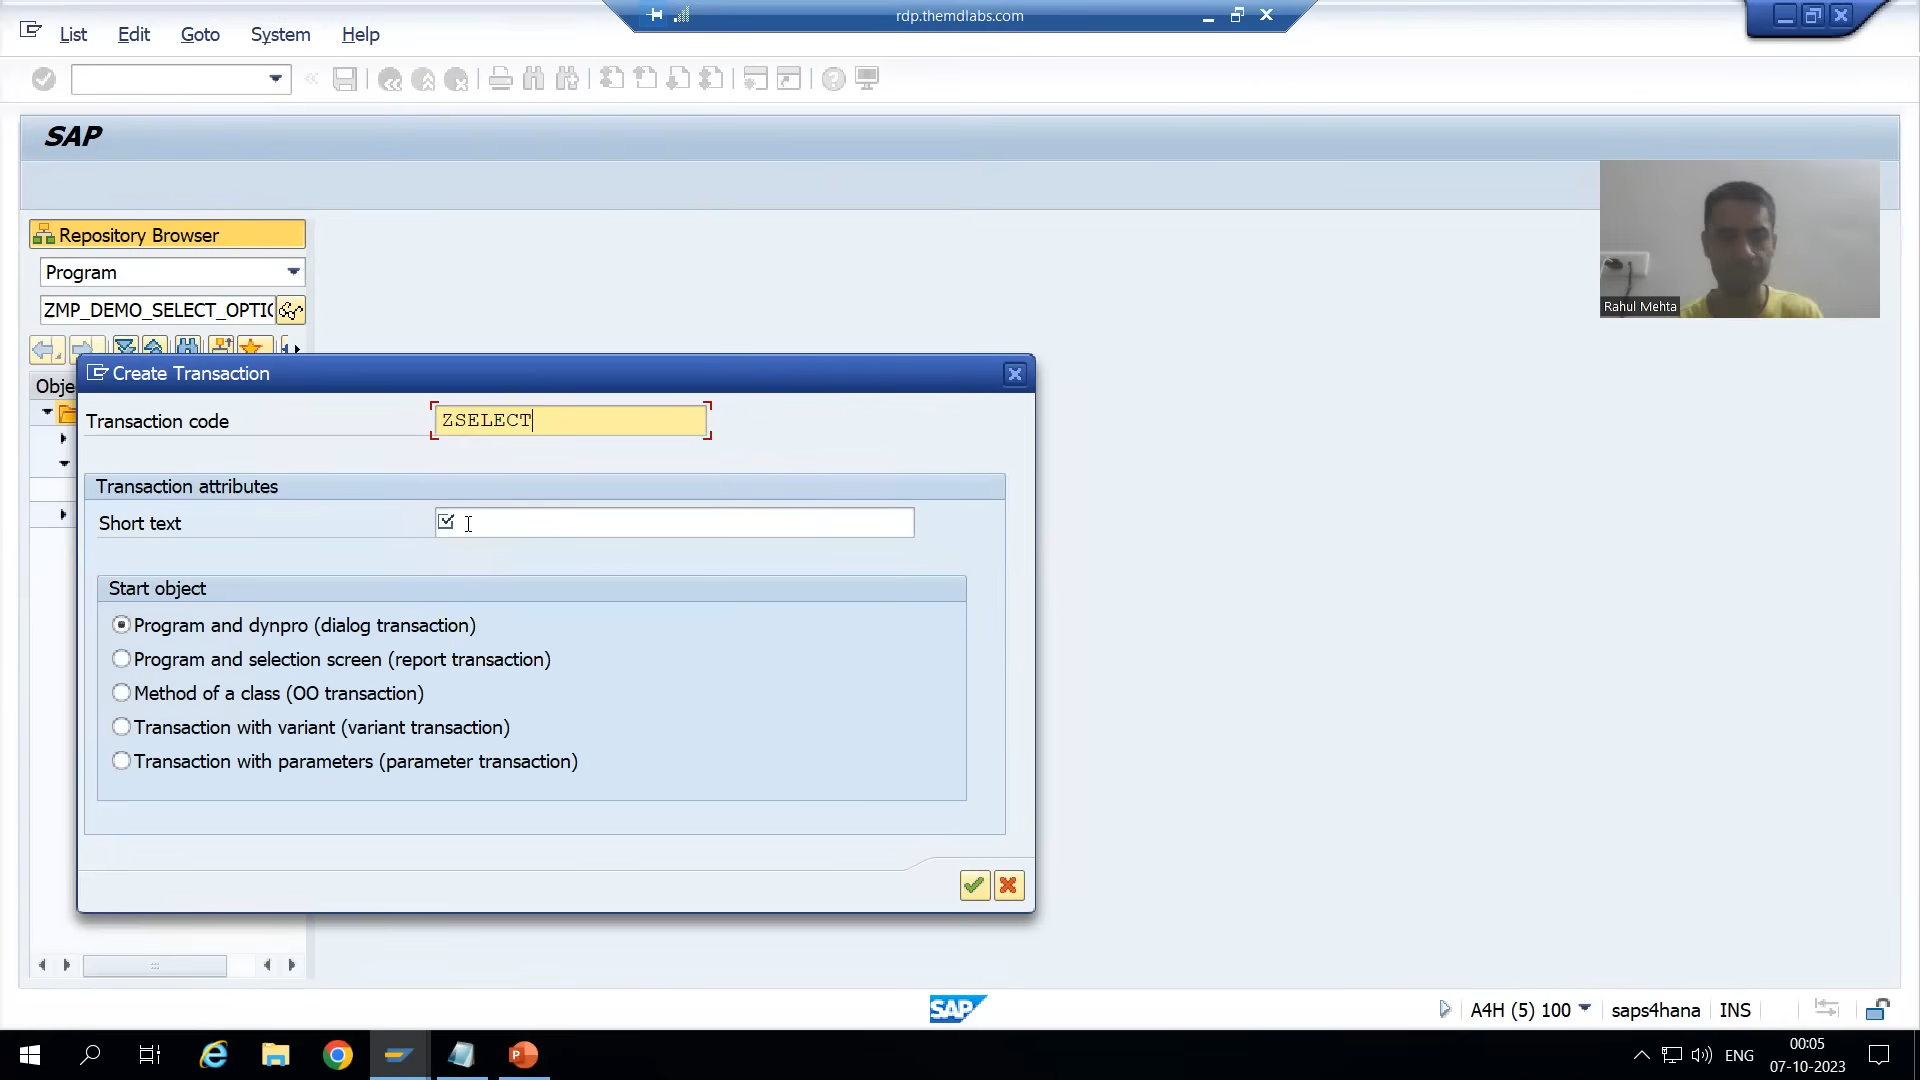 rdp.themdlabs.com
List Edit Goto System Help
SAP
Rahul Mehta
Repository Browser
Program
ZMP_DEMO_SELECT_OPTIC
Obje
Create Transaction
Transaction code ZSELECT
Transaction attributes
Short text
Start object
Program and dynpro (dialog transaction)
Program and selection screen (report transaction)
Method of a class (OO transaction)
Transaction with variant (variant transaction)
Transaction with parameters (parameter transaction)
SAP
A4H (5) 100 saps4hana INS
ENG
00:05
07-10-2023